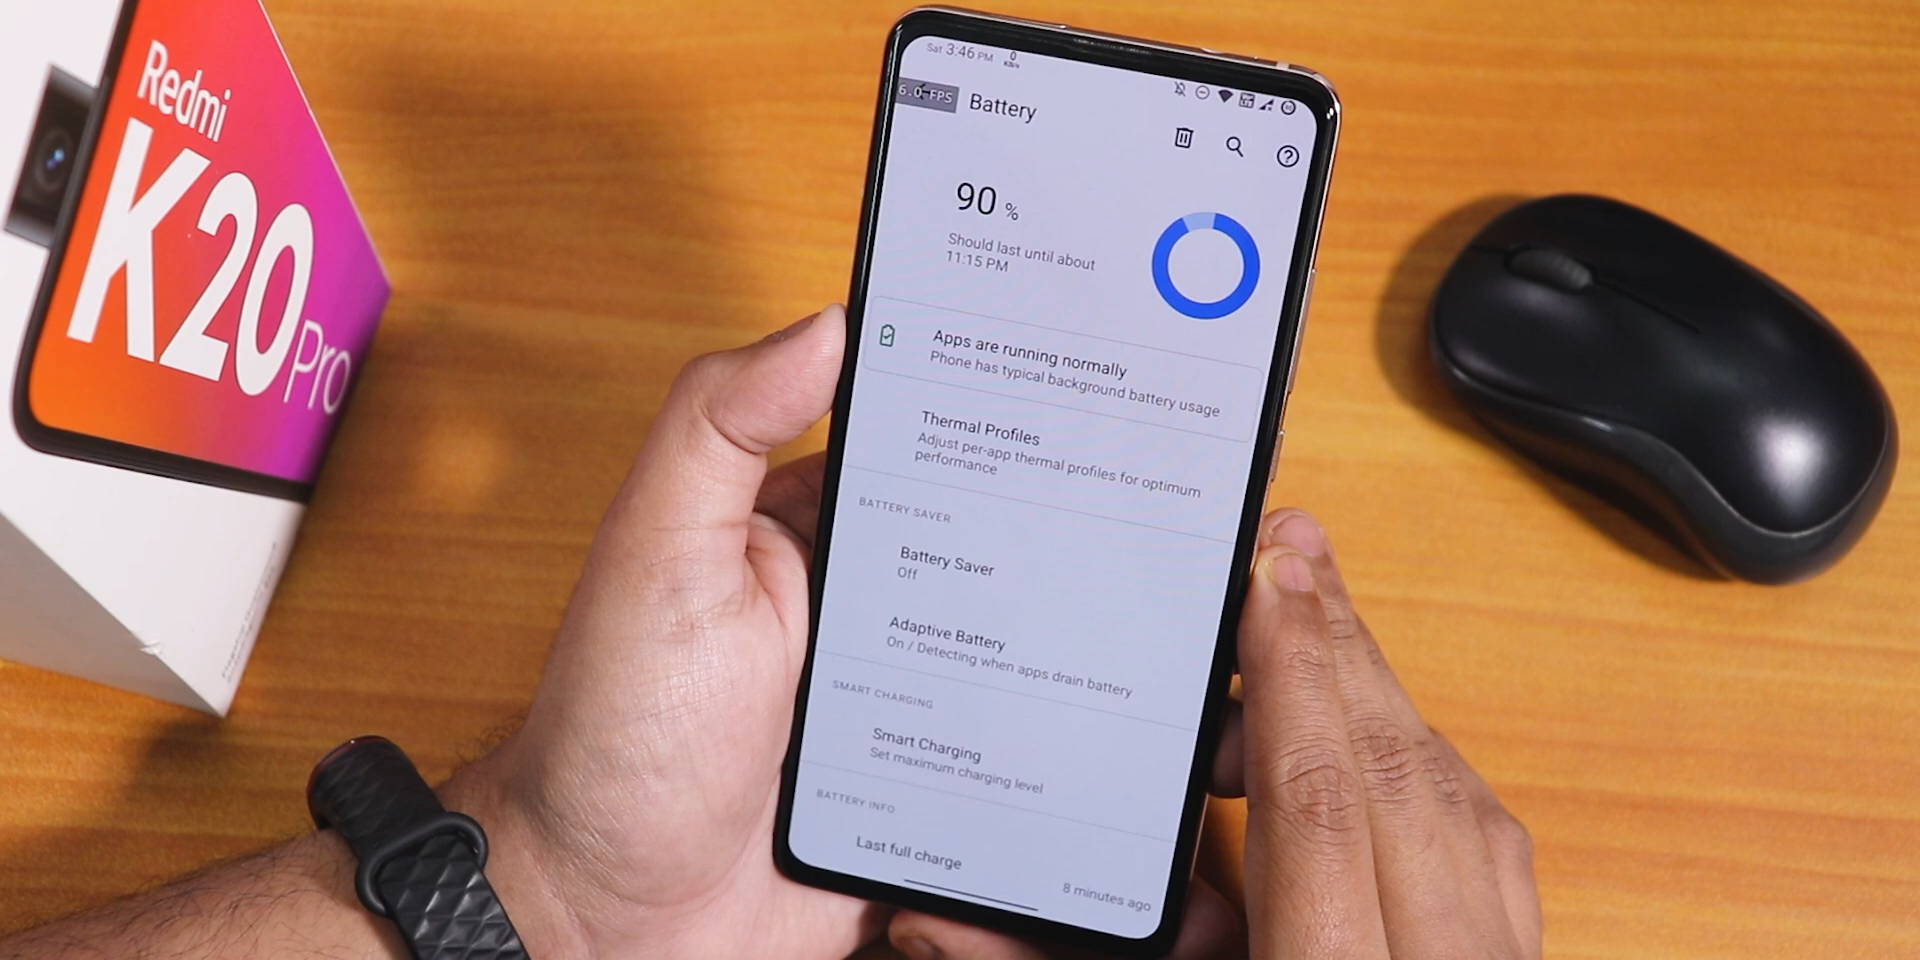 Redmi
K20 Pro
Sat 3:46 PM
0
KB/s
6.0 FPS
Battery
90 %
Should last until about
11:15 PM
Apps are running normally
Phone has typical background battery usage
Thermal Profiles
Adjust per-app thermal profiles for optimum
performance
BATTERY SAVER
Battery Saver
Off
Adaptive Battery
On / Detecting when apps drain battery
SMART CHARGING
Smart Charging
Set maximum charging level
BATTERY INFO
Last full charge
8 minutes ago